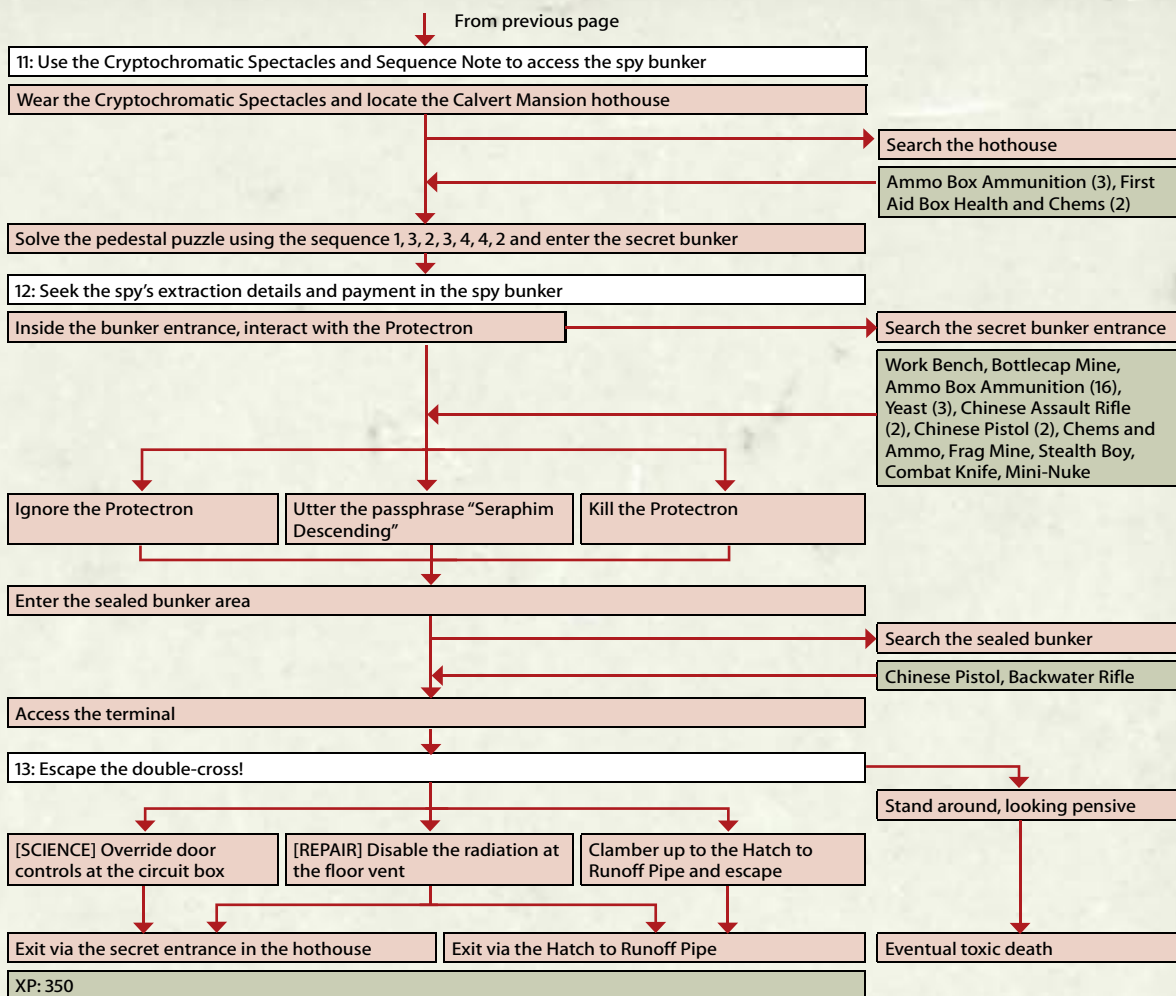 From previous page
11: Use the Cryptochromatic Spectacles and Sequence Note to access the spy bunker
Wear the Cryptochromatic Spectacles and locate the Calvert Mansion hothouse
Search the hothouse
Ammo Box Ammunition (3), First
Aid Box Health and Chems (2)
Solve the pedestal puzzle using the sequence 1, 3, 2, 3, 4, 4, 2 and enter the secret bunker
12: Seek the spy's extraction details and payment in the spy bunker
Inside the bunker entrance, interact with the Protectron
Search the secret bunker entrance
Work Bench, Bottlecap Mine,
Ammo Box Ammunition (16),
Yeast (3), Chinese Assault Rifle
(2), Chinese Pistol (2), Chems and
Ammo, Frag Mine, Stealth Boy,
Combat Knife, Mini-Nuke
Ignore the Protectron
Utter the passphrase “Seraphim
Descending”
Kill the Protectron
Enter the sealed bunker area
Search the sealed bunker
Chinese Pistol, Backwater Rifle
Access the terminal
13: Escape the double-cross!
Stand around, looking pensive
[SCIENCE] Override door
controls at the circuit box
[REPAIR] Disable the radiation at
the floor vent
Clamber up to the Hatch to
Runoff Pipe and escape
Exit via the secret entrance in the hothouse
Exit via the Hatch to Runoff Pipe
Eventual toxic death
XP: 350